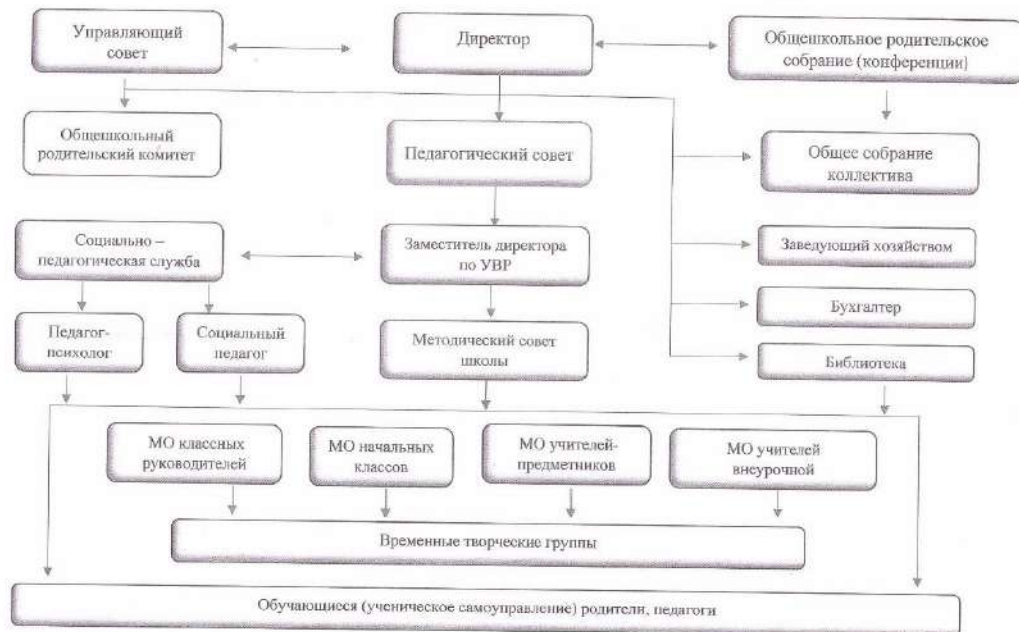 Управляющий
совет
Директор
Общешкольное родительское
собрание (конференции)
Общешкольный
родительский комитет
Педагогический совет
Общее собрание
коллектива
Социально –
педагогическая служба
Заместитель директора
по УВР
Заведующий хозяйством
Бухгалтер
Педагог-
психолог
Социальный
педагог
Методический совет
школы
Библиотека
МО классных
руководителей
МО начальных
классов
МО учителей-
предметников
МО учителей
внеурочной
Временные творческие группы
Обучающиеся (ученическое самоуправление) родители, педагоги